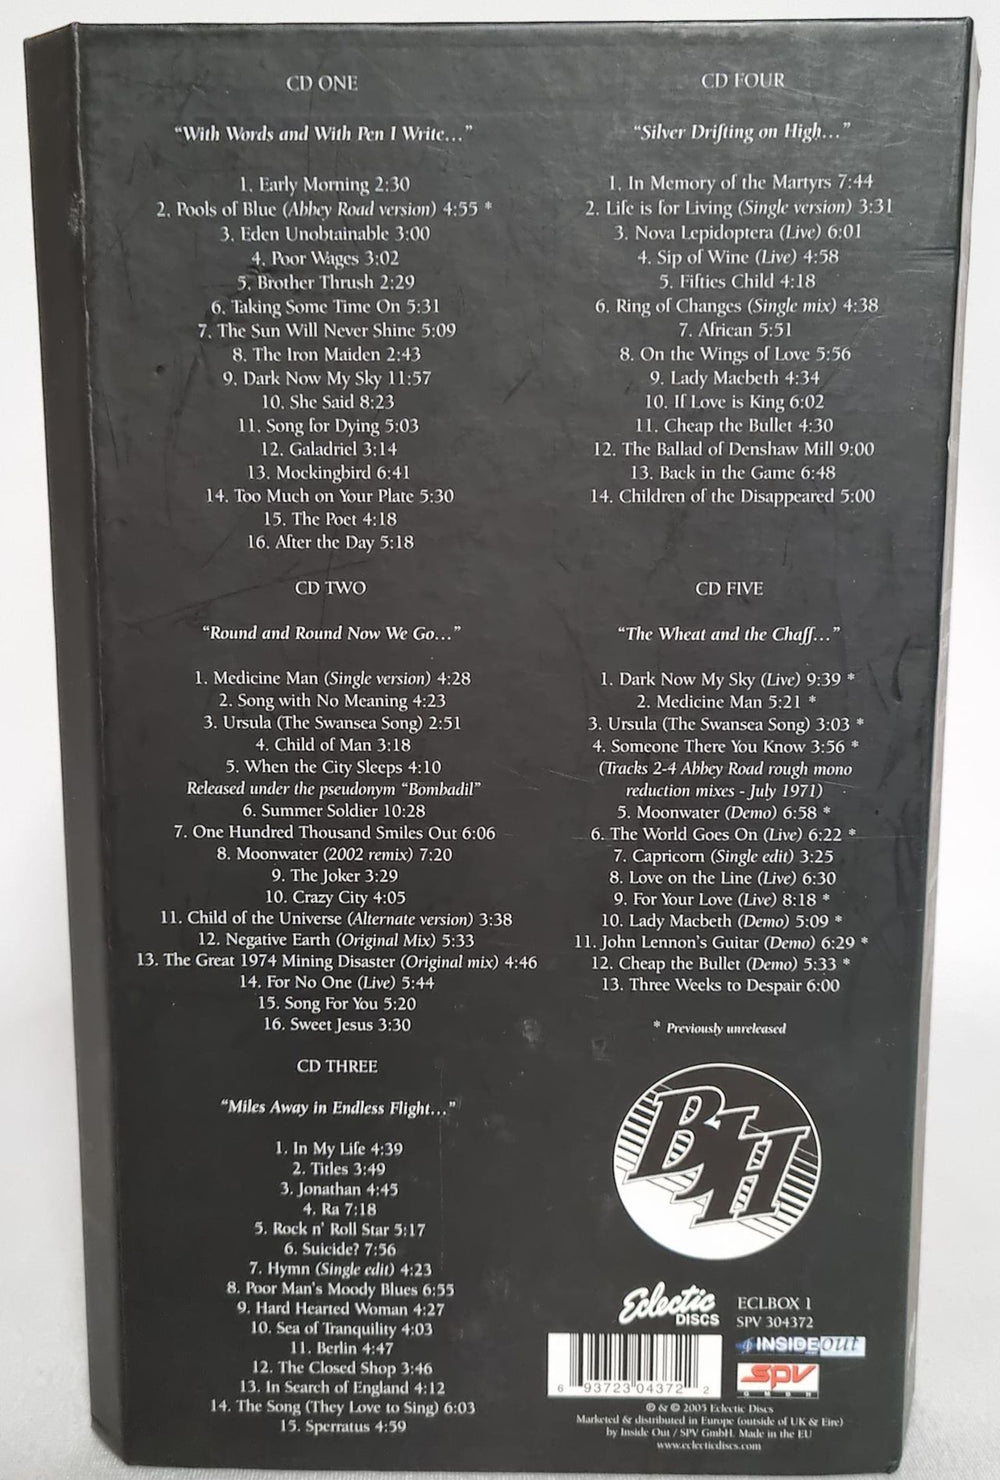 CD ONE
"With Words and With Pen I Write..."
1. Early Morning 2:30
2. Pools of Blue (Abbey Road version) 4:55 *
3. Eden Unobtainable 3:00
4. Poor Wages 3:02
5. Brother Thrush 2:29
6. Taking Some Time On 5:31
7. The Sun Will Never Shine 5:09
8. The Iron Maiden 2:43
9. Dark Now My Sky 11:57
10. She Said 8:23
11. Song for Dying 5:03
12. Galadriel 3:14
13. Mockingbird 6:41
14. Too Much on Your Plate 5:30
15. The Poet 4:18
16. After the Day 5:18
CD TWO
"Round and Round Now We Go..."
1. Medicine Man (Single version) 4:28
2. Song with No Meaning 4:23
3. Ursula (The Swansea Song) 2:51
4. Child of Man 3:18
5. When the City Sleeps 4:10
Released under the pseudonym "Bombadil"
6. Summer Soldier 10:28
7. One Hundred Thousand Smiles Out 6:06
8. Moonwater (2002 remix) 7:20
9. The Joker 3:29
10. Crazy City 4:05
11. Child of the Universe (Alternate version) 3:38
12. Negative Earth (Original Mix) 5:33
13. The Great 1974 Mining Disaster (Original mix) 4:46
14. For No One (Live) 5:44
15. Song For You 5:20
16. Sweet Jesus 3:30
CD THREE
"Miles Away in Endless Flight..."
1. In My Life 4:39
2. Titles 3:49
3. Jonathan 4:45
4. Ra 7:18
5. Rock n' Roll Star 5:17
6. Suicide? 7:56
7. Hymn (Single edit) 4:23
8. Poor Man's Moody Blues 6:55
9. Hard Hearted Woman 4:27
10. Sea of Tranquility 4:03
11. Berlin 4:47
12. The Closed Shop 3:46
13. In Search of England 4:12
14. The Song (They Love to Sing) 6:03
15. Sperratus 4:59
CD FOUR
"Silver Drifting on High..."
1. In Memory of the Martyrs 7:44
2. Life is for Living (Single version) 3:31
3. Nova Lepidoptera (Live) 6:01
4. Sip of Wine (Live) 4:58
5. Fifties Child 4:18
6. Ring of Changes (Single mix) 4:38
7. African 5:51
8. On the Wings of Love 5:56
9. Lady Macbeth 4:34
10. If Love is King 6:02
11. Cheap the Bullet 4:30
12. The Ballad of Denshaw Mill 9:00
13. Back in the Game 6:48
14. Children of the Disappeared 5:00
CD FIVE
"The Wheat and the Chaff..."
1. Dark Now My Sky (Live) 9:39 *
2. Medicine Man 5:21 *
3. Ursula (The Swansea Song) 3:03 *
4. Someone There You Know 3:56 *
(Tracks 2-4 Abbey Road rough mono
reduction mixes - July 1971)
5. Moonwater (Demo) 6:58 *
6. The World Goes On (Live) 6:22 *
7. Capricorn (Single edit) 3:25
8. Love on the Line (Live) 6:30
9. For Your Love (Live) 8:18 *
10. Lady Macbeth (Demo) 5:09 *
11. John Lennon's Guitar (Demo) 6:29 *
12. Cheap the Bullet (Demo) 5:33 *
13. Three Weeks to Despair 6:00
* Previously unreleased
BJH
Eclectic
DISCS
ECLBOX 1
SPV 304372
INSIDEout
SPV
GMBH
6 93723 04372 2
℗ & © 2005 Eclectic Discs
Marketed & distributed in Europe (outside of UK & Eire)
by Inside Out / SPV GmbH. Made in the EU
www.eclecticdiscs.com